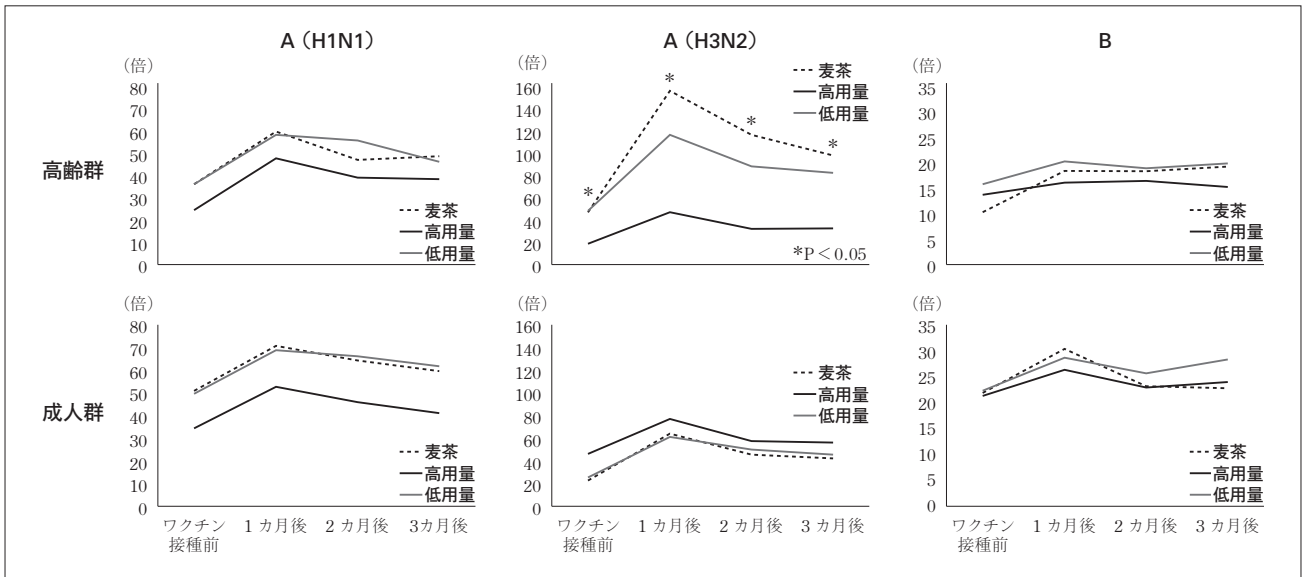 A（H1N1）
A（H3N2）
B
高齢群
（倍）
80
70
60
50
40
30
20
10
0
麦茶
高用量
低用量
（倍）
160
140
120
100
80
60
40
20
0
*
*
*
*
麦茶
高用量
低用量
*P＜0.05
（倍）
35
30
25
20
15
10
5
0
麦茶
高用量
低用量
成人群
（倍）
80
70
60
50
40
30
20
10
0
麦茶
高用量
低用量
ワクチン
接種前
1 カ月後
2 カ月後
3カ月後
（倍）
160
140
120
100
80
60
40
20
0
麦茶
高用量
低用量
ワクチン
接種前
1 カ月後
2 カ月後
3 カ月後
（倍）
35
30
25
20
15
10
5
0
麦茶
高用量
低用量
ワクチン
接種前
1 カ月後
2 カ月後
3 カ月後